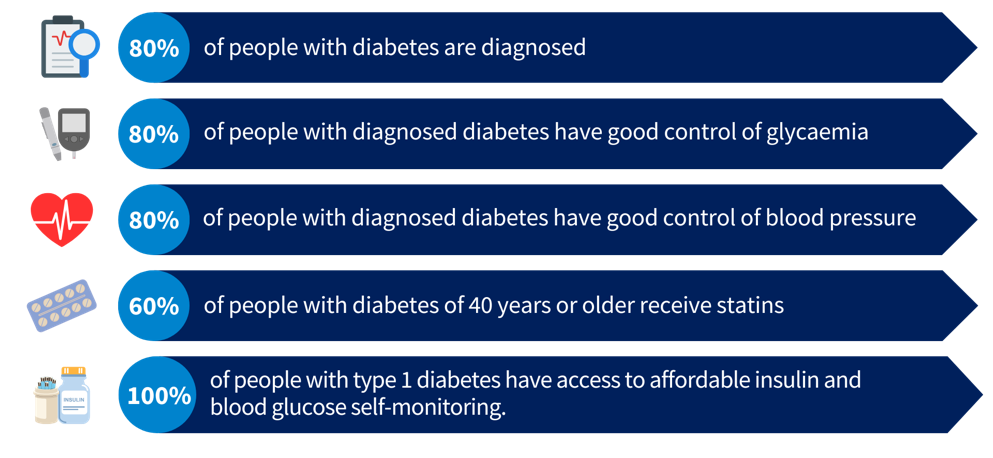 80% of people with diabetes are diagnosed
80% of people with diagnosed diabetes have good control of glycaemia
80% of people with diagnosed diabetes have good control of blood pressure
60% of people with diabetes of 40 years or older receive statins
100% of people with type 1 diabetes have access to affordable insulin and
blood glucose self-monitoring.
INSULIN